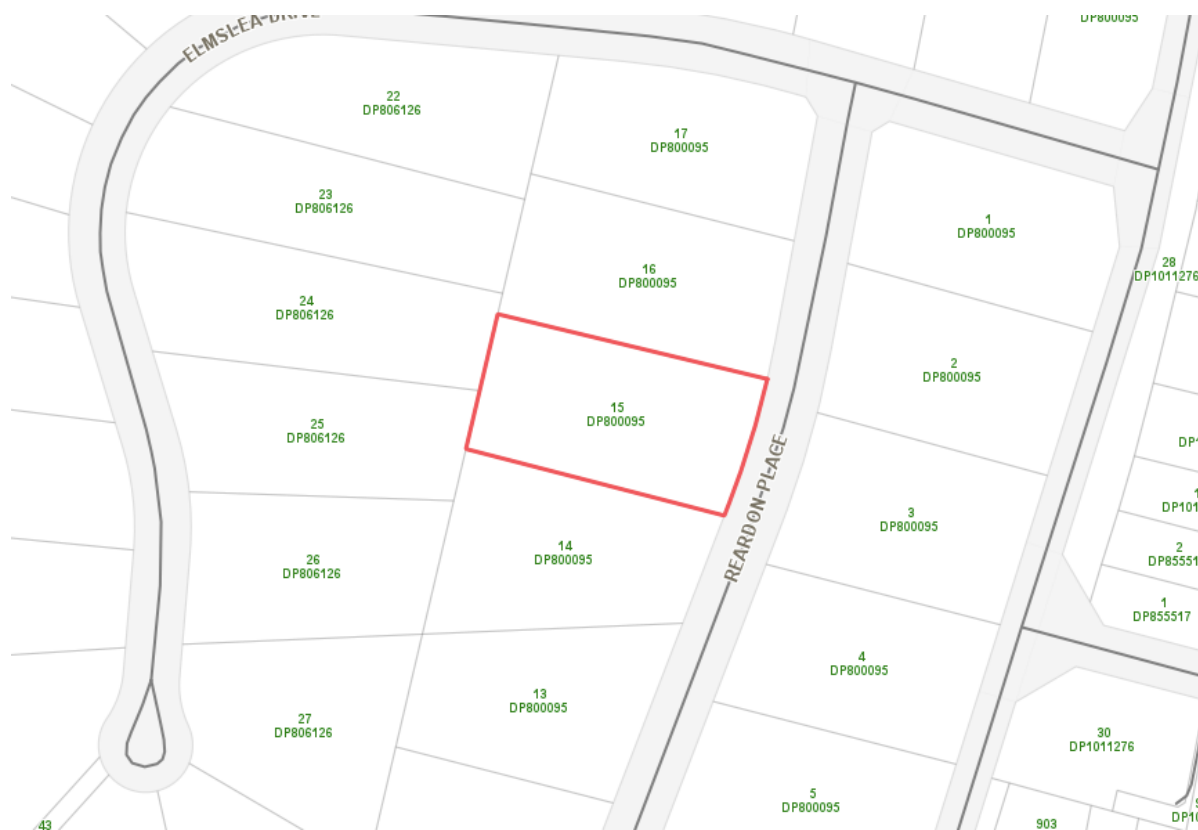 DP800095
ELMSLEA DRIVE
22
DP806126
17
DP800095
23
DP806126
1
DP800095
16
DP800095
28
DP1011276
24
DP806126
2
DP800095
15
DP800095
25
DP806126
REARDON PLACE
3
DP800095
14
DP800095
2
26
DP806126
1
DP855517
4
DP800095
13
DP800095
27
DP806126
30
DP1011276
5
DP800095
43
903